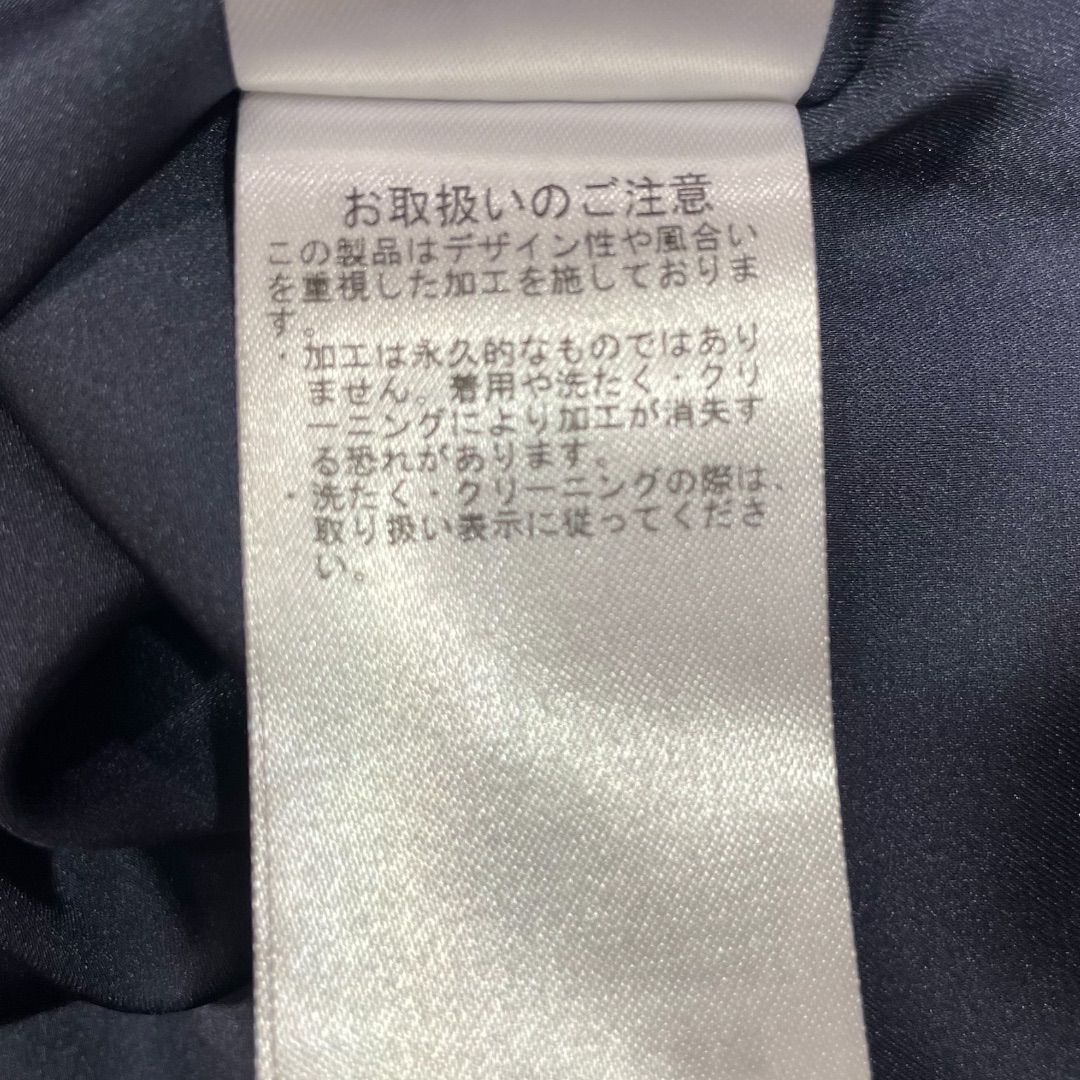 お取扱いのご注意
この製品はデザイン性や風合い
を重視した加工を施しておりま
す。
・加工は永久的なものではあり
ません。着用や洗たく・クリ
ーニングにより加工が消失す
る恐れがあります。
・洗たく・クリーニングの際は、
取り扱い表示に従ってくださ
い。